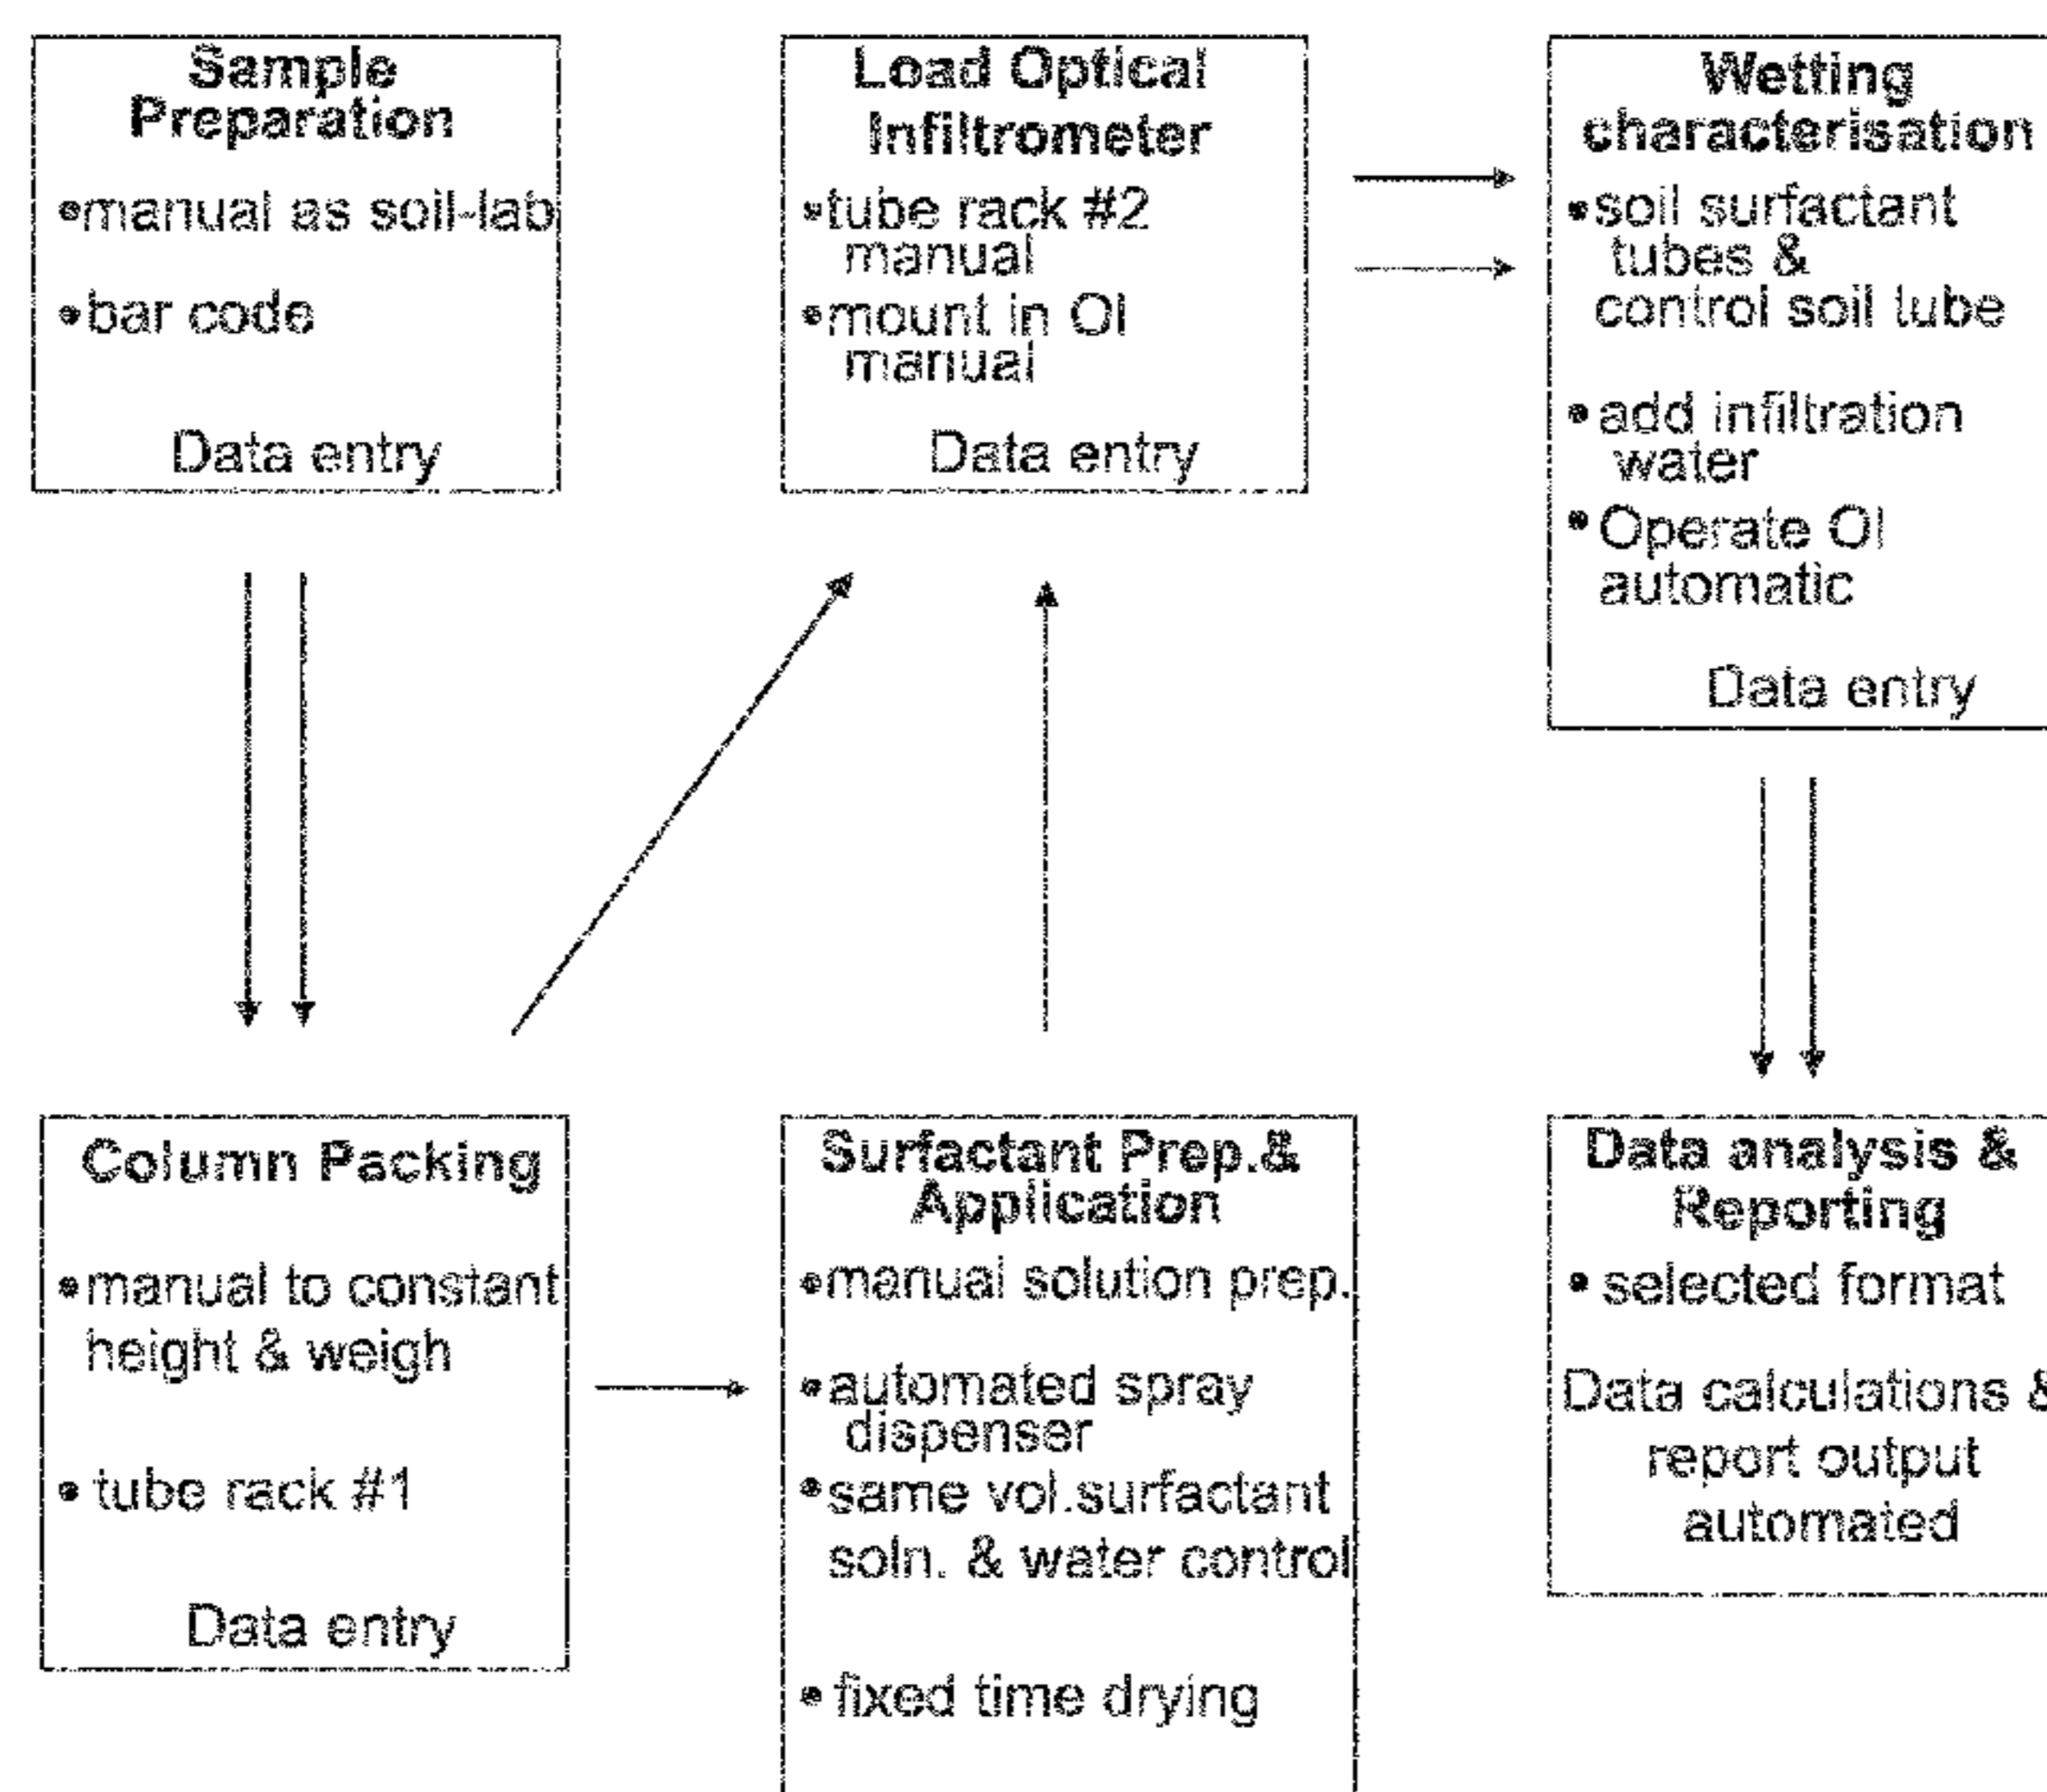 Sample
Preparation
•manual as soil-lab
•bar code
Data entry
Load Optical
Infiltrometer
•tube rack #2
manual
•mount in OI
manual
Data entry
Wetting
characterisation
•soil surfactant
tubes &
control soil tube
• add infiltration
water
• Operate OI
automatic
Data entry
Column Packing
•manual to constant
height & weigh
• tube rack #1
Data entry
Surfactant Prep.&
Application
•manual solution prep.
•automated spray
dispenser
•same vol.surfactant
soln. & water control
• fixed time drying
Data analysis &
Reporting
• selected format
Data calculations &
report output
automated